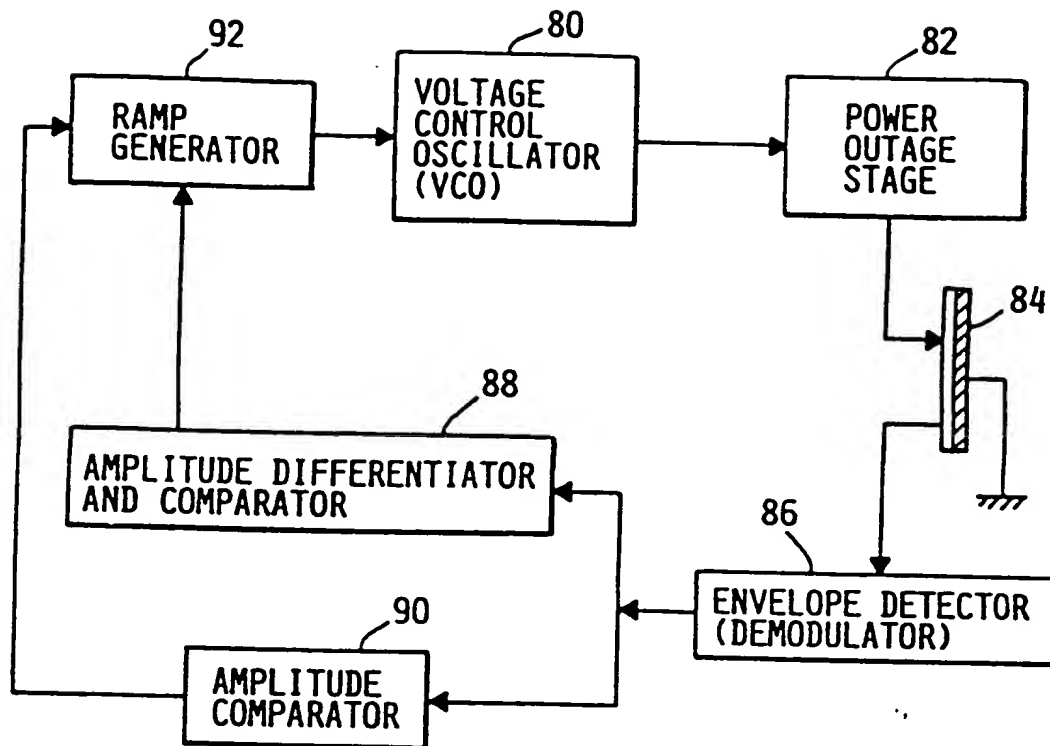 92
RAMP
GENERATOR
80
VOLTAGE
CONTROL
OSCILLATOR
(VCO)
82
POWER
OUTAGE
STAGE
84
88
AMPLITUDE DIFFERENTIATOR
AND COMPARATOR
86
ENVELOPE DETECTOR
(DEMODULATOR)
90
AMPLITUDE
COMPARATOR